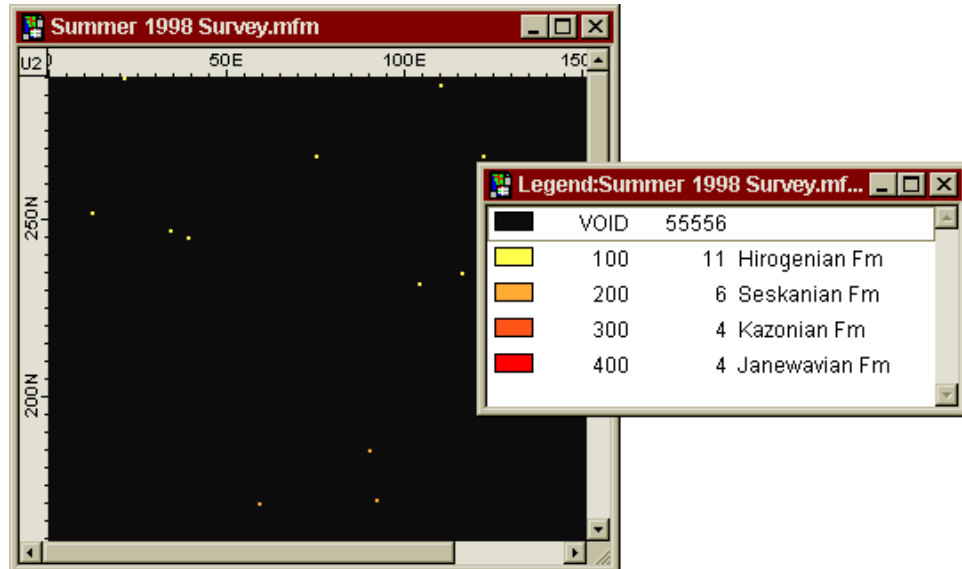 Summer 1998 Survey.mfm
U2
50E 100E 150
250N
200N
Legend:Summer 1998 Survey.mf...
VOID 55556
100 11 Hirogenian Fm
200 6 Seskanian Fm
300 4 Kazonian Fm
400 4 Janewavian Fm